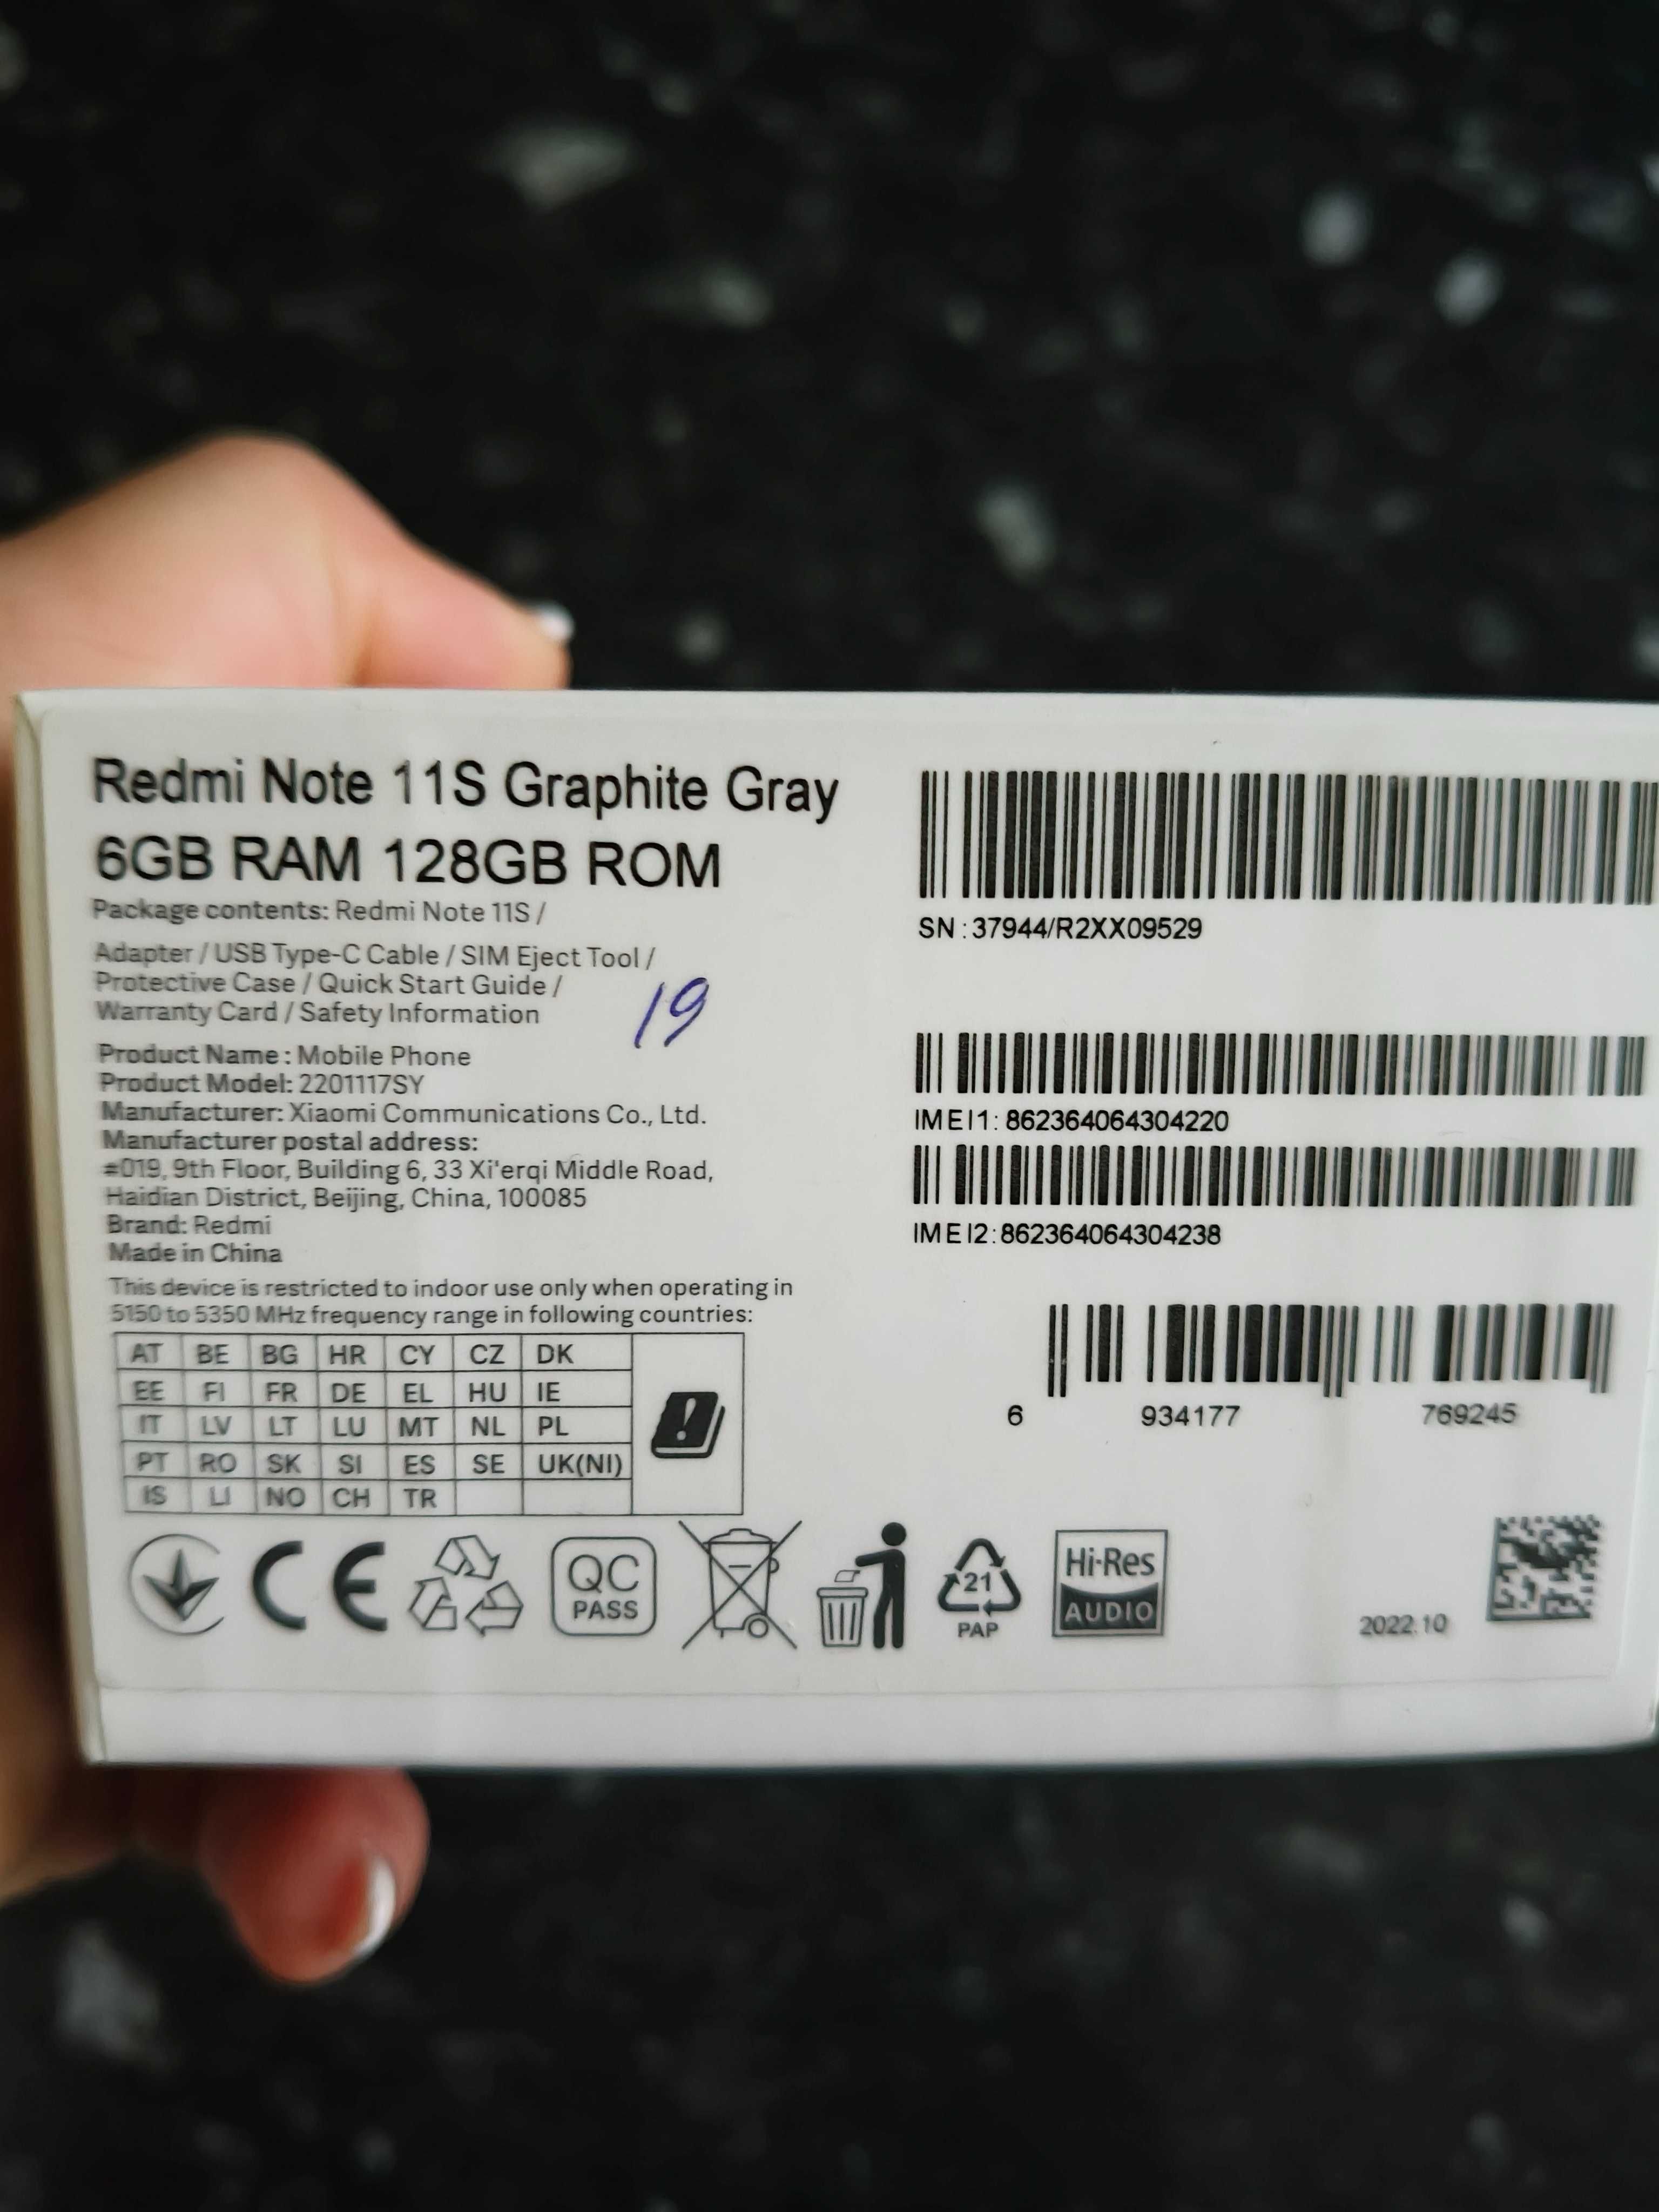 Redmi Note 11S Graphite Gray
6GB RAM 128GB ROM
Package contents: Redmi Note 11S /
Adapter / USB Type-C Cable / SIM Eject Tool /
Protective Case / Quick Start Guide /
Warranty Card / Safety Information
19
Product Name : Mobile Phone
Product Model: 2201117SY
Manufacturer: Xiaomi Communications Co., Ltd.
Manufacturer postal address:
#019, 9th Floor, Building 6, 33 Xi'erqi Middle Road,
Haidian District, Beijing, China, 100085
Brand: Redmi
Made in China
This device is restricted to indoor use only when operating in
5150 to 5350 MHz frequency range in following countries:
AT BE BG HR CY CZ DK
EE FI FR DE EL HU IE
IT LV LT LU MT NL PL
PT RO SK SI ES SE UK(NI)
IS LI NO CH TR
CE
QC
PASS
21
PAP
Hi-Res
AUDIO
SN : 37944/R2XX09529
IMEI1: 862364064304220
IMEI2: 862364064304238
6 934177 769245
2022.10